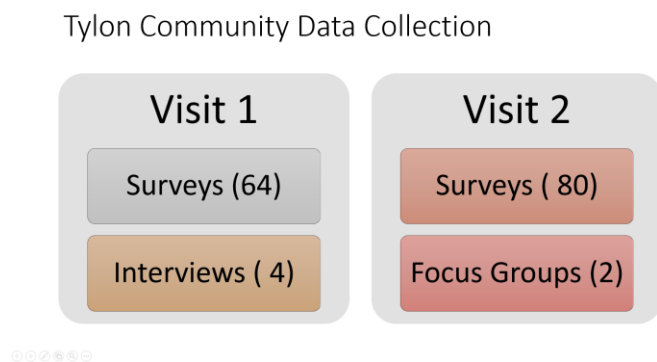 Tylon Community Data Collection
Visit 1
Surveys (64)
Interviews ( 4)
Visit 2
Surveys ( 80)
Focus Groups (2)